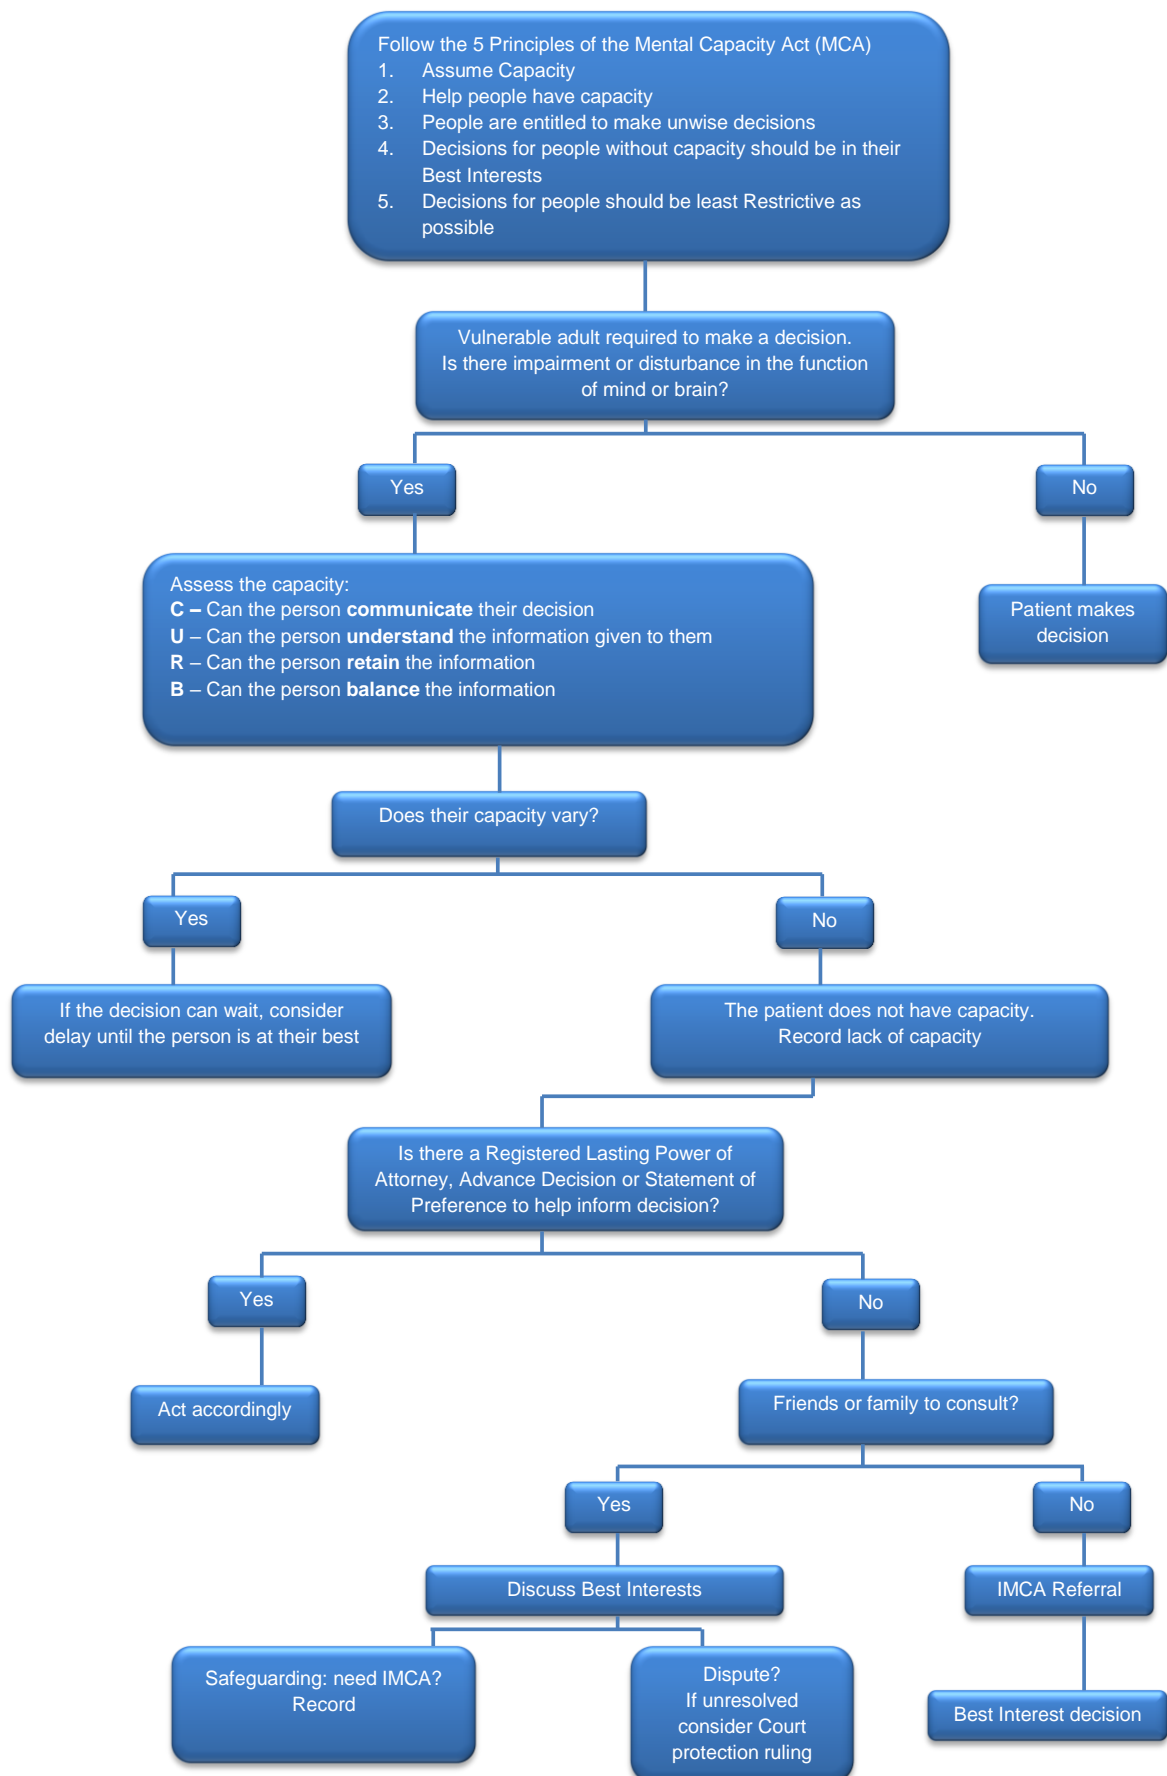 Follow the 5 Principles of the Mental Capacity Act (MCA)
1. Assume Capacity
2. Help people have capacity
3. People are entitled to make unwise decisions
4. Decisions for people without capacity should be in their
Best Interests
5. Decisions for people should be least Restrictive as
possible
Vulnerable adult required to make a decision.
Is there impairment or disturbance in the function
of mind or brain?
Yes
No
Assess the capacity:
C – Can the person communicate their decision
U – Can the person understand the information given to them
R – Can the person retain the information
B – Can the person balance the information
Patient makes
decision
Does their capacity vary?
Yes
No
If the decision can wait, consider
delay until the person is at their best
The patient does not have capacity.
Record lack of capacity
Is there a Registered Lasting Power of
Attorney, Advance Decision or Statement of
Preference to help inform decision?
Yes
No
Act accordingly
Friends or family to consult?
Yes
No
Discuss Best Interests
IMCA Referral
Safeguarding: need IMCA?
Record
Dispute?
If unresolved
consider Court
protection ruling
Best Interest decision